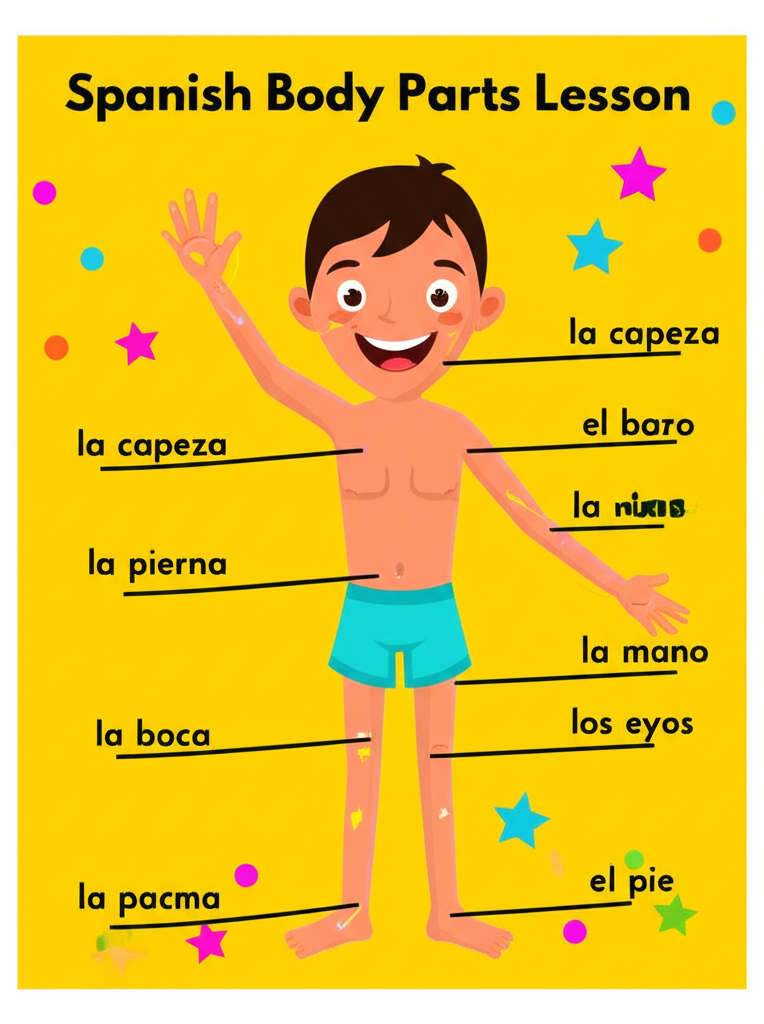 Spanish Body Parts Lesson
la capeza
el baro
la capeza
la
la pierna
la mano
los eyos
la boca
el pie
la pacma